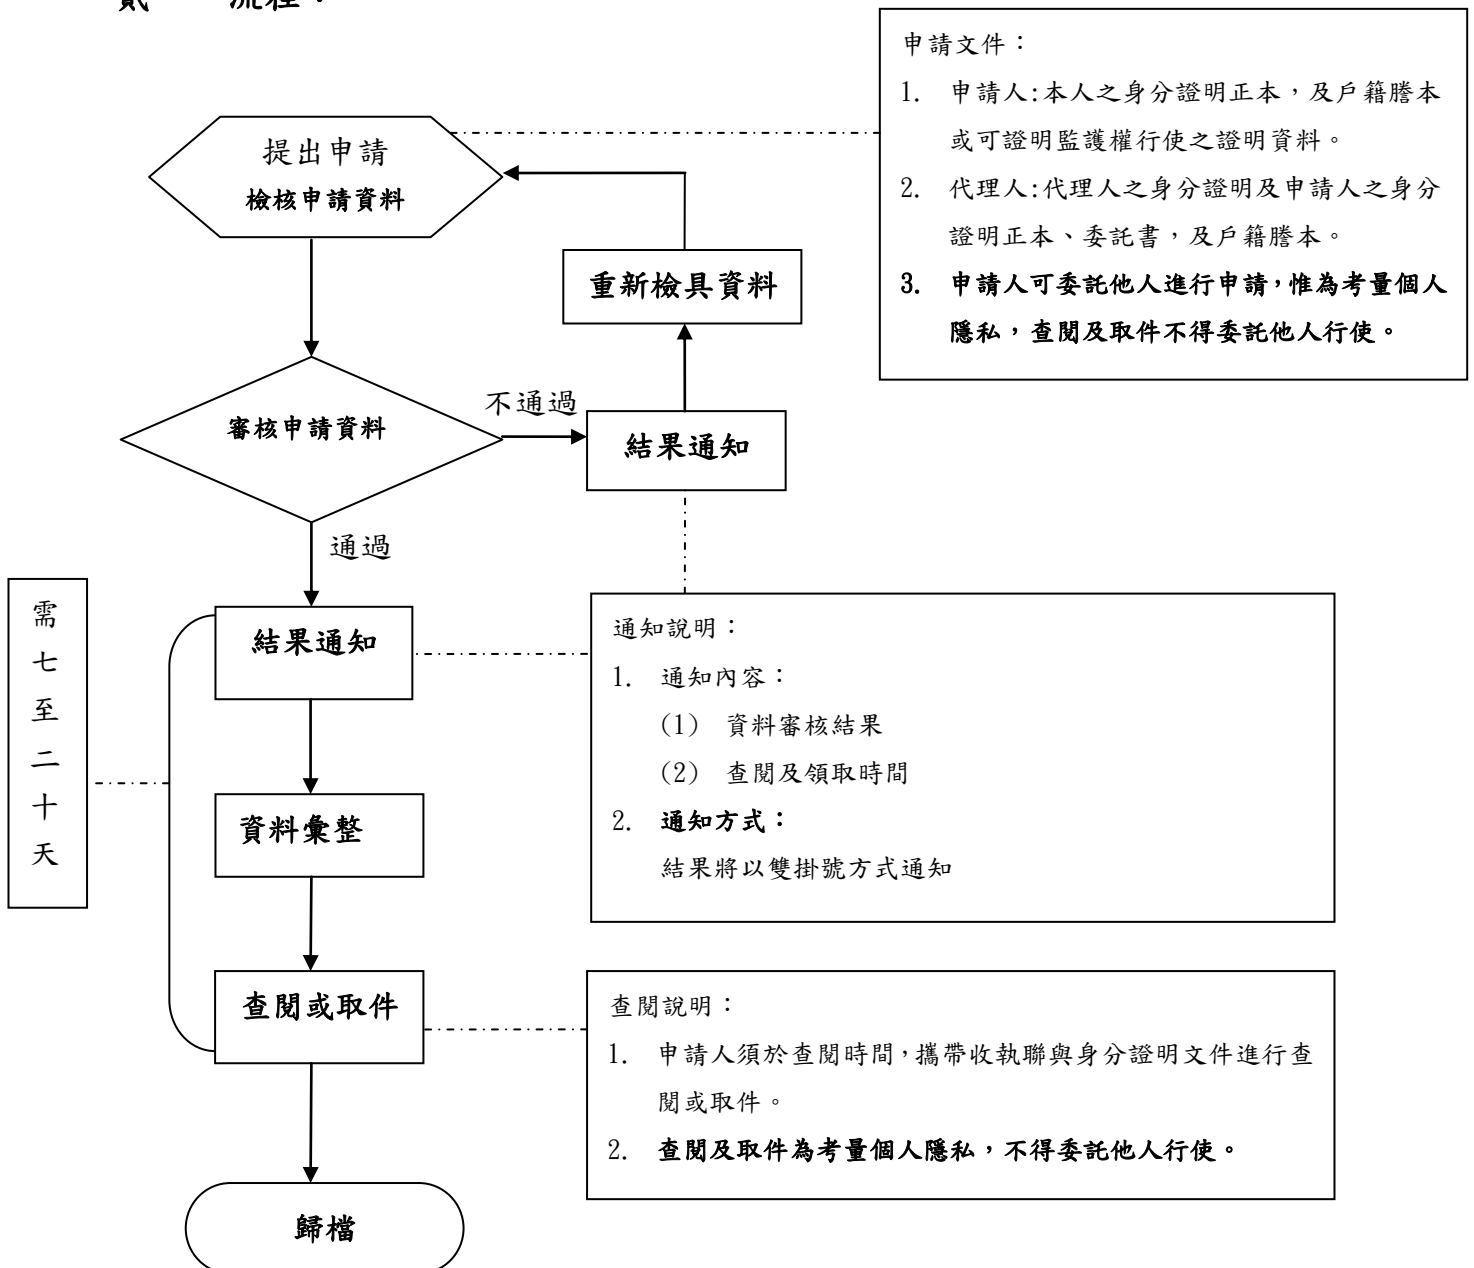 貳 流程：
申請文件：
1. 申請人:本人之身分證明正本，及戶籍謄本
或可證明監護權行使之證明資料。
2. 代理人:代理人之身分證明及申請人之身分
證明正本、委託書，及戶籍謄本。
3. 申請人可委託他人進行申請，惟為考量個人
隱私，查閱及取件不得委託他人行使。
提出申請
檢核申請資料
重新檢具資料
審核申請資料
不通過
結果通知
通過
需
七
至
二
十
天
結果通知
通知說明：
1. 通知內容：
(1) 資料審核結果
(2) 查閱及領取時間
2. 通知方式：
結果將以雙掛號方式通知
資料彙整
查閱或取件
查閱說明：
1. 申請人須於查閱時間，攜帶收執聯與身分證明文件進行查
閱或取件。
2. 查閱及取件為考量個人隱私，不得委託他人行使。
歸檔